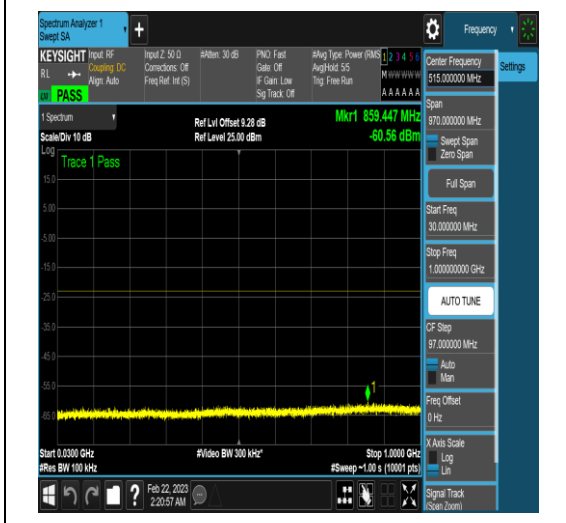 Spectrum Analyzer 1
Swept SA
+
Frequency
KEYSIGHT
RL
PASS
Input: RF
Coupling: DC
Align: Auto
Input Z: 50 Ω
Corrections: Off
Freq Ref: Int (S)
#Atten: 30 dB
PNO: Fast
Gate: Off
IF Gain: Low
Sig Track: Off
#Avg Type: Power (RMS
Avg|Hold: 5/5
Trig: Free Run
1 2 3 4 5 6
M W W W W W
A A A A A A
1 Spectrum
Scale/Div 10 dB
Ref Lvl Offset 9.28 dB
Ref Level 25.00 dBm
Mkr1 859.447 MHz
-60.56 dBm
Log
Trace 1 Pass
15.0
5.00
-5.00
-15.0
-25.0
-35.0
-45.0
-55.0
-65.0
1
Start 0.0300 GHz
#Res BW 100 kHz
#Video BW 300 kHz*
Stop 1.0000 GHz
#Sweep ~1.00 s (10001 pts)
Feb 22, 2023
2:20:57 AM
?
Center Frequency
515.000000 MHz
Settings
Span
970.000000 MHz
Swept Span
Zero Span
Full Span
Start Freq
30.000000 MHz
Stop Freq
1.000000000 GHz
AUTO TUNE
CF Step
97.000000 MHz
Auto
Man
Freq Offset
0 Hz
X Axis Scale
Log
Lin
Signal Track
(Span Zoom)